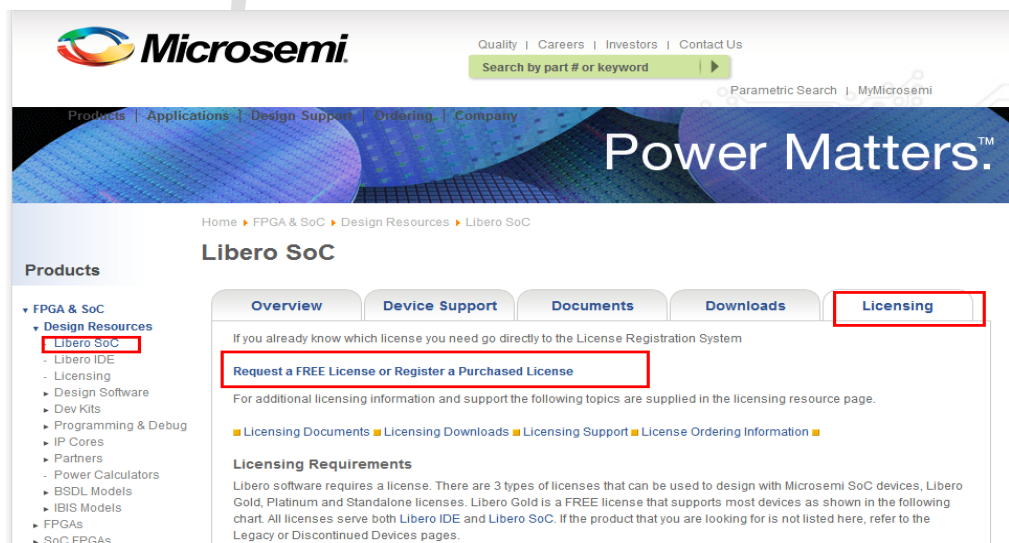 Microsemi.
Quality | Careers | Investors | Contact Us
Search by part # or keyword
Parametric Search | MyMicrosemi
Products | Applications | Design Support | Ordering | Company
Power Matters.™
Home ▸ FPGA & SoC ▸ Design Resources ▸ Libero SoC
Libero SoC
Products
▾ FPGA & SoC
▾ Design Resources
- Libero SoC
- Libero IDE
- Licensing
▸ Design Software
▸ Dev Kits
▸ Programming & Debug
▸ IP Cores
▸ Partners
- Power Calculators
▸ BSDL Models
▸ IBIS Models
▸ FPGAs
▸ SoC FPGAs
Overview
Device Support
Documents
Downloads
Licensing
If you already know which license you need go directly to the License Registration System
Request a FREE License or Register a Purchased License
For additional licensing information and support the following topics are supplied in the licensing resource page.
Licensing Documents Licensing Downloads Licensing Support License Ordering Information
Licensing Requirements
Libero software requires a license. There are 3 types of licenses that can be used to design with Microsemi SoC devices, Libero
Gold, Platinum and Standalone licenses. Libero Gold is a FREE license that supports most devices as shown in the following
chart. All licenses serve both Libero IDE and Libero SoC. If the product that you are looking for is not listed here, refer to the
Legacy or Discontinued Devices pages.